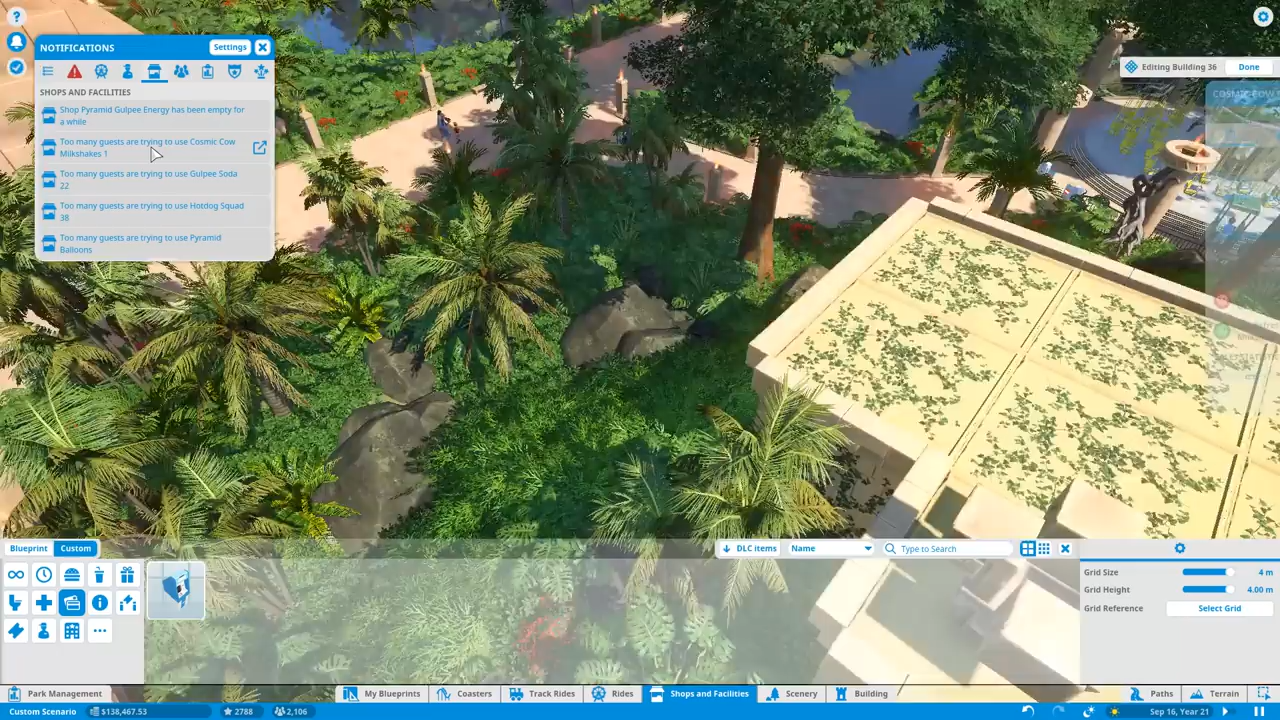 ?
NOTIFICATIONS
Settings
SHOPS AND FACILITIES
Shop Pyramid Gulpee Energy has been empty for
a while
Too many guests are trying to use Cosmic Cow
Milkshakes 1
Too many guests are trying to use Gulpee Soda
22
Too many guests are trying to use Hotdog Squad
38
Too many guests are trying to use Pyramid
Balloons
Editing Building 36
Done
COSMIC COW
Blueprint
Custom
DLC items
Name
Type to Search
Grid Size
4 m
Grid Height
4.00 m
Grid Reference
Select Grid
Park Management
My Blueprints
Coasters
Track Rides
Rides
Shops and Facilities
Scenery
Building
Paths
Terrain
Custom Scenario
$138,467.53
2788
2,106
Sep 16, Year 21